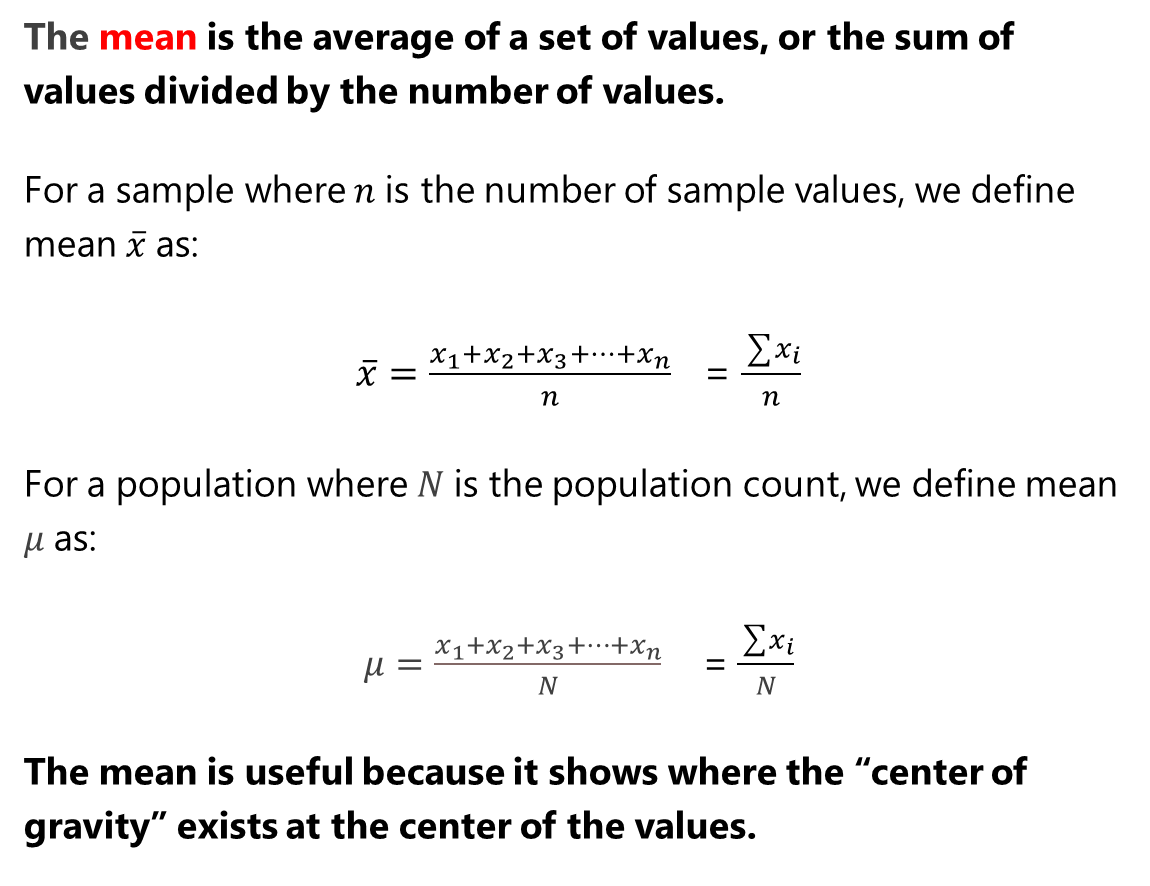 The mean is the average of a set of values, or the sum of
values divided by the number of values.
For a sample where n is the number of sample values, we define
mean x̄ as:
x̄ = (x₁+x₂+x₃+⋯+xₙ)/n = ∑xᵢ/n
For a population where N is the population count, we define mean
μ as:
μ = (x₁+x₂+x₃+⋯+xₙ)/N = ∑xᵢ/N
The mean is useful because it shows where the “center of
gravity” exists at the center of the values.